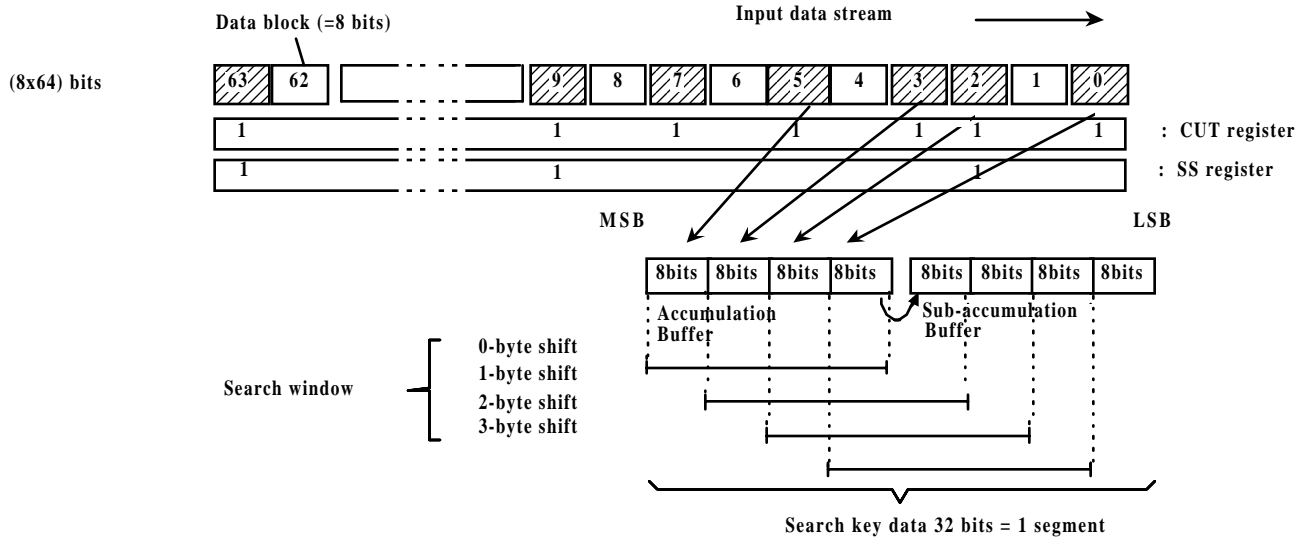 Data block (=8 bits)
Input data stream
(8x64) bits
63 62 9 8 7 6 5 4 3 2 1 0
1 1 1 1 1 1 1 : CUT register
1 1 1 : SS register
MSB LSB
8bits 8bits 8bits 8bits 8bits 8bits 8bits 8bits
Accumulation
Buffer
Sub-accumulation
Buffer
Search window
0-byte shift
1-byte shift
2-byte shift
3-byte shift
Search key data 32 bits = 1 segment